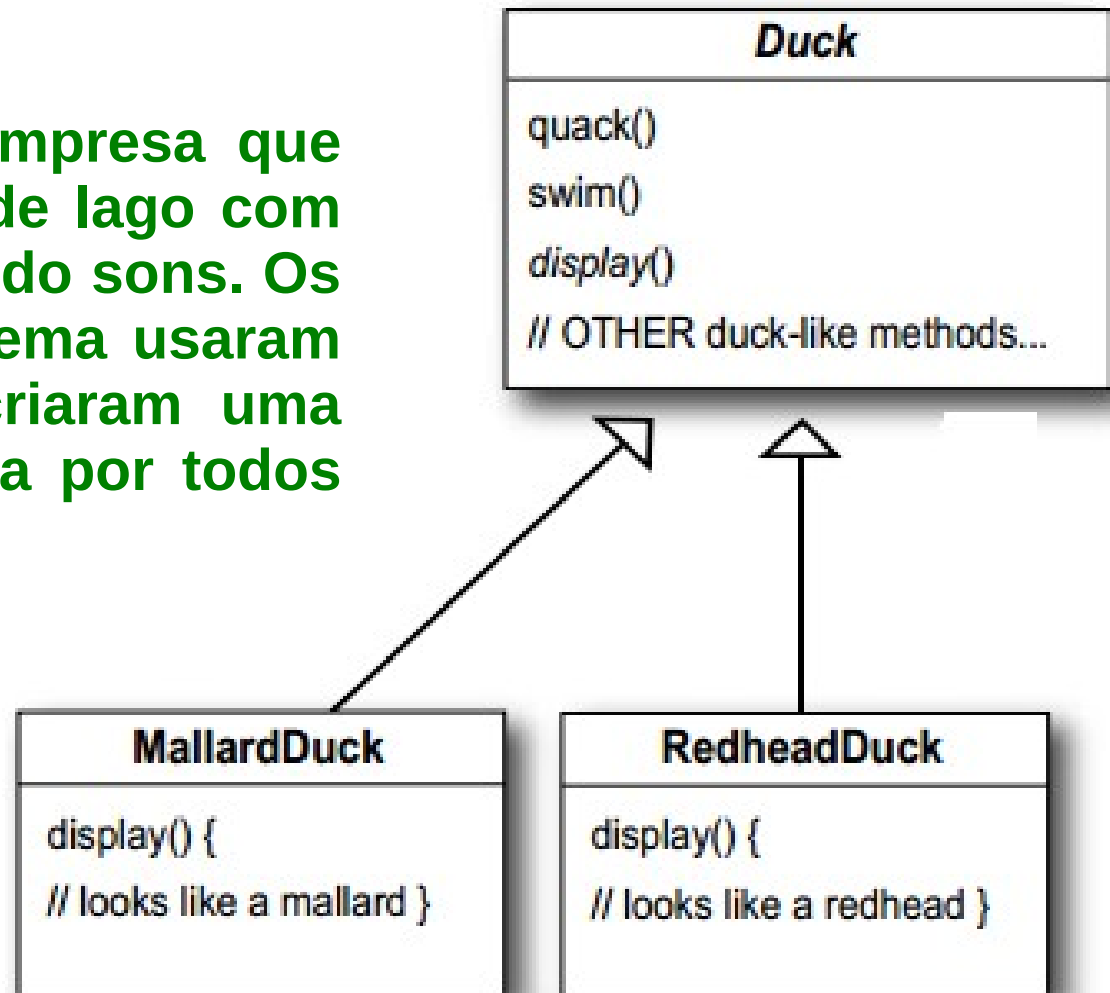 mpresa que
de lago com
do sons. Os
ema usaram
criaram uma
a por todos
Duck
quack()
swim()
display()
// OTHER duck-like methods...
MallardDuck
display() {
// looks like a mallard }
RedheadDuck
display() {
// looks like a redhead }